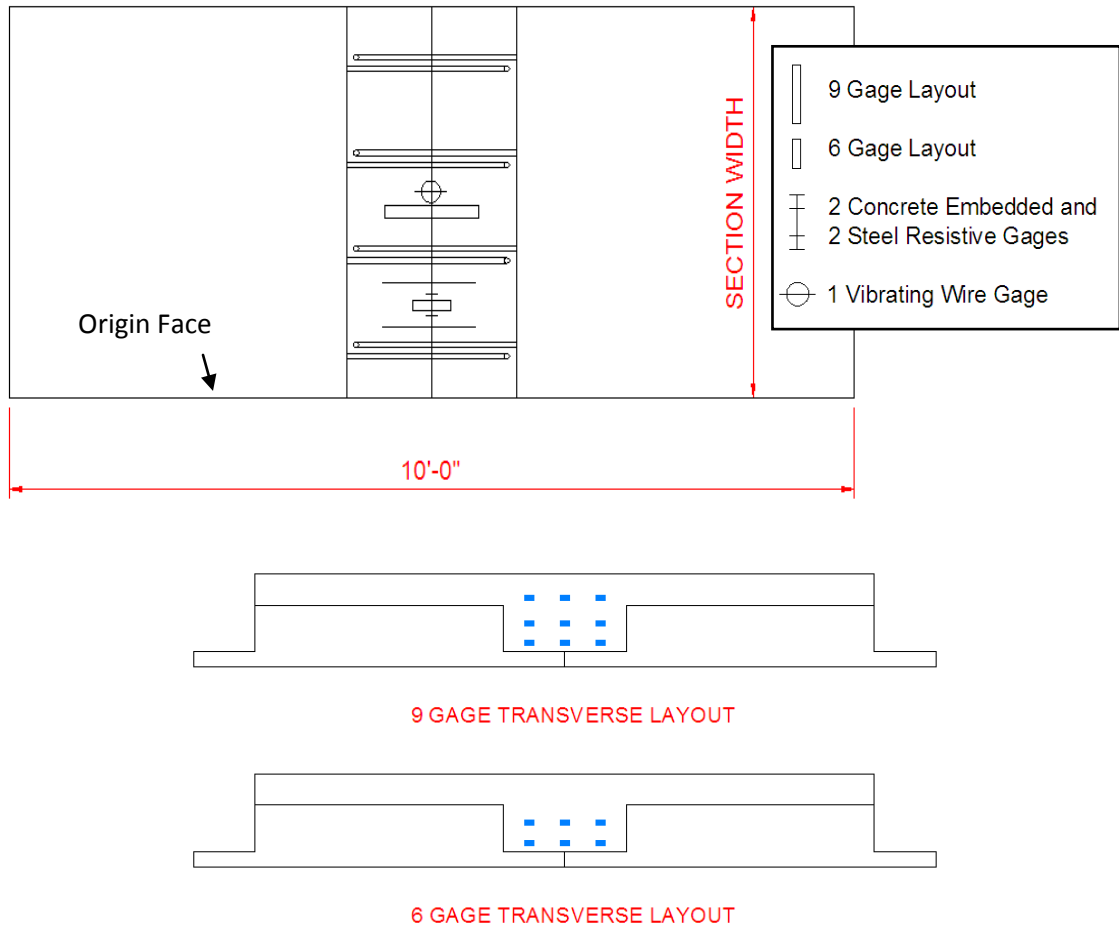 9 Gage Layout
6 Gage Layout
2 Concrete Embedded and
2 Steel Resistive Gages
1 Vibrating Wire Gage
SECTION WIDTH
Origin Face
10'-0"
9 GAGE TRANSVERSE LAYOUT
6 GAGE TRANSVERSE LAYOUT